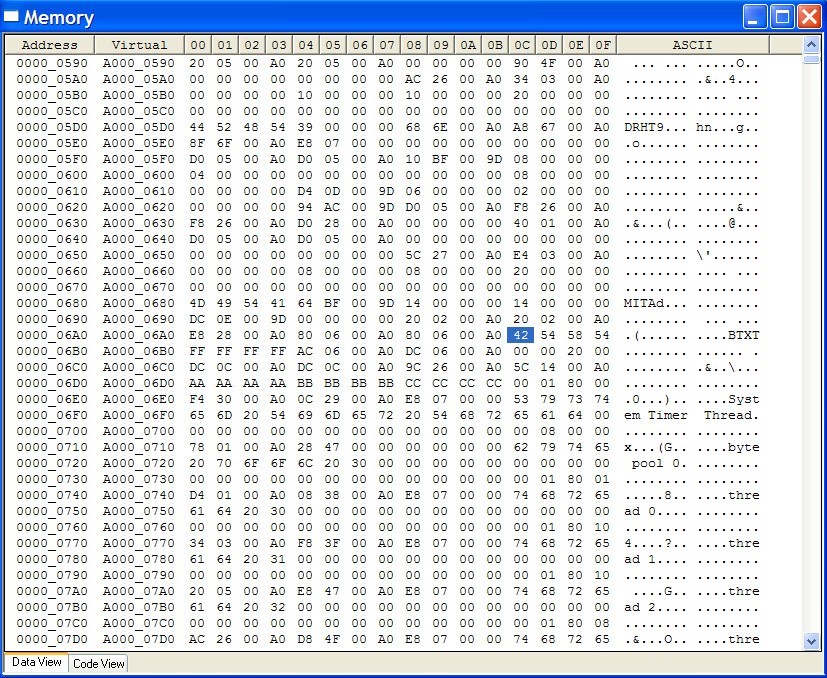 Memory
Address Virtual 00 01 02 03 04 05 06 07 08 09 0A 0B 0C 0D 0E 0F ASCII
0000_0590 A000_0590 20 05 00 A0 20 05 00 A0 00 00 00 00 90 4F 00 A0 ... ... .....O..
0000_05A0 A000_05A0 00 00 00 00 00 00 00 00 AC 26 00 A0 34 03 00 A0 ........ .&..4...
0000_05B0 A000_05B0 00 00 00 00 10 00 00 00 10 00 00 00 20 00 00 00 ........ .... ...
0000_05C0 A000_05C0 00 00 00 00 00 00 00 00 00 00 00 00 00 00 00 00 ........ ........
0000_05D0 A000_05D0 44 52 48 54 39 00 00 00 68 6E 00 A0 A8 67 00 A0 DRHT9... hn...g..
0000_05E0 A000_05E0 8F 6F 00 A0 E8 07 00 00 00 00 00 00 00 00 00 00 .o...... ........
0000_05F0 A000_05F0 D0 05 00 A0 D0 05 00 A0 10 BF 00 9D 08 00 00 00 ........ ........
0000_0600 A000_0600 04 00 00 00 00 00 00 00 00 00 00 00 08 00 00 00 ........ ........
0000_0610 A000_0610 00 00 00 00 D4 0D 00 9D 06 00 00 00 02 00 00 00 ........ ........
0000_0620 A000_0620 00 00 00 00 94 AC 00 9D D0 05 00 A0 F8 26 00 A0 ........ .....&..
0000_0630 A000_0630 F8 26 00 A0 D0 28 00 A0 00 00 00 00 40 01 00 A0 .&...(.. ....@...
0000_0640 A000_0640 D0 05 00 A0 D0 05 00 A0 00 00 00 00 00 00 00 00 ........ ........
0000_0650 A000_0650 00 00 00 00 00 00 00 00 5C 27 00 A0 E4 03 00 A0 ........ \'......
0000_0660 A000_0660 00 00 00 00 08 00 00 00 08 00 00 00 20 00 00 00 ........ .... ...
0000_0670 A000_0670 00 00 00 00 00 00 00 00 00 00 00 00 00 00 00 00 ........ ........
0000_0680 A000_0680 4D 49 54 41 64 BF 00 9D 14 00 00 00 14 00 00 00 MITAd... ........
0000_0690 A000_0690 DC 0E 00 9D 00 00 00 00 20 02 00 A0 20 02 00 A0 ........ ... ...
0000_06A0 A000_06A0 E8 28 00 A0 80 06 00 A0 80 06 00 A0 42 54 58 54 .(...... ....BTXT
0000_06B0 A000_06B0 FF FF FF FF AC 06 00 A0 DC 06 00 A0 00 00 20 00 ........ ...... .
0000_06C0 A000_06C0 DC 0C 00 A0 DC 0C 00 A0 9C 26 00 A0 5C 14 00 A0 ........ .&..\...
0000_06D0 A000_06D0 AA AA AA AA BB BB BB BB CC CC CC CC 00 01 80 00 ........ ........
0000_06E0 A000_06E0 F4 30 00 A0 0C 29 00 A0 E8 07 00 00 53 79 73 74 .0...).. ....Syst
0000_06F0 A000_06F0 65 6D 20 54 69 6D 65 72 20 54 68 72 65 61 64 00 em Timer Thread.
0000_0700 A000_0700 00 00 00 00 00 00 00 00 00 00 00 00 00 08 00 00 ........ ........
0000_0710 A000_0710 78 01 00 A0 28 47 00 00 00 00 00 00 62 79 74 65 x...(G.. ....byte
0000_0720 A000_0720 20 70 6F 6F 6C 20 30 00 00 00 00 00 00 00 00 00 pool 0. ........
0000_0730 A000_0730 00 00 00 00 00 00 00 00 00 00 00 00 00 01 80 01 ........ ........
0000_0740 A000_0740 D4 01 00 A0 08 38 00 A0 E8 07 00 00 74 68 72 65 .....8.. ....thre
0000_0750 A000_0750 61 64 20 30 00 00 00 00 00 00 00 00 00 00 00 00 ad 0.... ........
0000_0760 A000_0760 00 00 00 00 00 00 00 00 00 00 00 00 00 01 80 10 ........ ........
0000_0770 A000_0770 34 03 00 A0 F8 3F 00 A0 E8 07 00 00 74 68 72 65 4....?.. ....thre
0000_0780 A000_0780 61 64 20 31 00 00 00 00 00 00 00 00 00 00 00 00 ad 1.... ........
0000_0790 A000_0790 00 00 00 00 00 00 00 00 00 00 00 00 00 01 80 10 ........ ........
0000_07A0 A000_07A0 20 05 00 A0 E8 47 00 A0 E8 07 00 00 74 68 72 65 ....G.. ....thre
0000_07B0 A000_07B0 61 64 20 32 00 00 00 00 00 00 00 00 00 00 00 00 ad 2.... ........
0000_07C0 A000_07C0 00 00 00 00 00 00 00 00 00 00 00 00 00 01 80 08 ........ ........
0000_07D0 A000_07D0 AC 26 00 A0 D8 4F 00 A0 E8 07 00 00 74 68 72 65 .&...O.. ....thre
Data View Code View